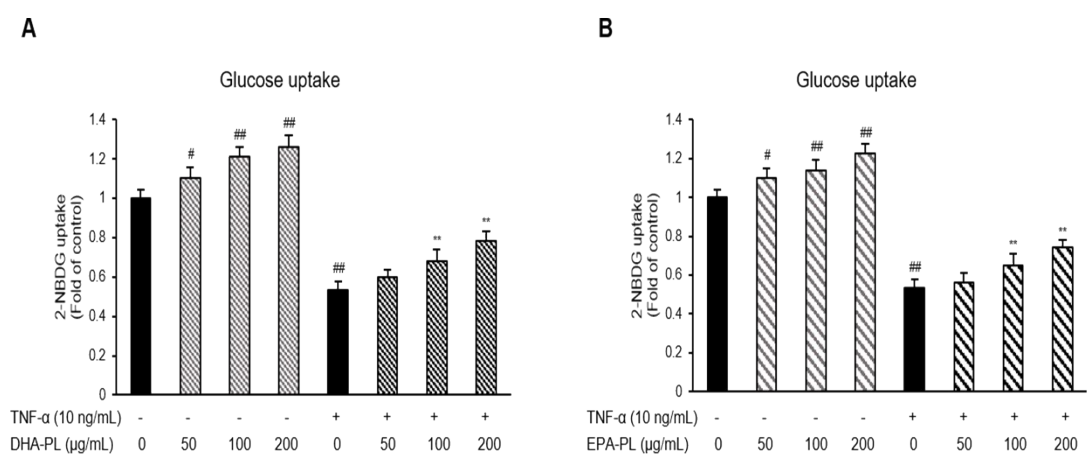 A
Glucose uptake
2-NBDG uptake
(Fold of control)
1.4
1.2
1
0.8
0.6
0.4
0.2
0
# ## ## ## ** **
TNF-α (10 ng/mL) - - - - + + + +
DHA-PL (µg/mL) 0 50 100 200 0 50 100 200
B
Glucose uptake
2-NBDG uptake
(Fold of control)
1.4
1.2
1
0.8
0.6
0.4
0.2
0
# ## ## ## ** **
TNF-α (10 ng/mL) - - - - + + + +
EPA-PL (µg/mL) 0 50 100 200 0 50 100 200